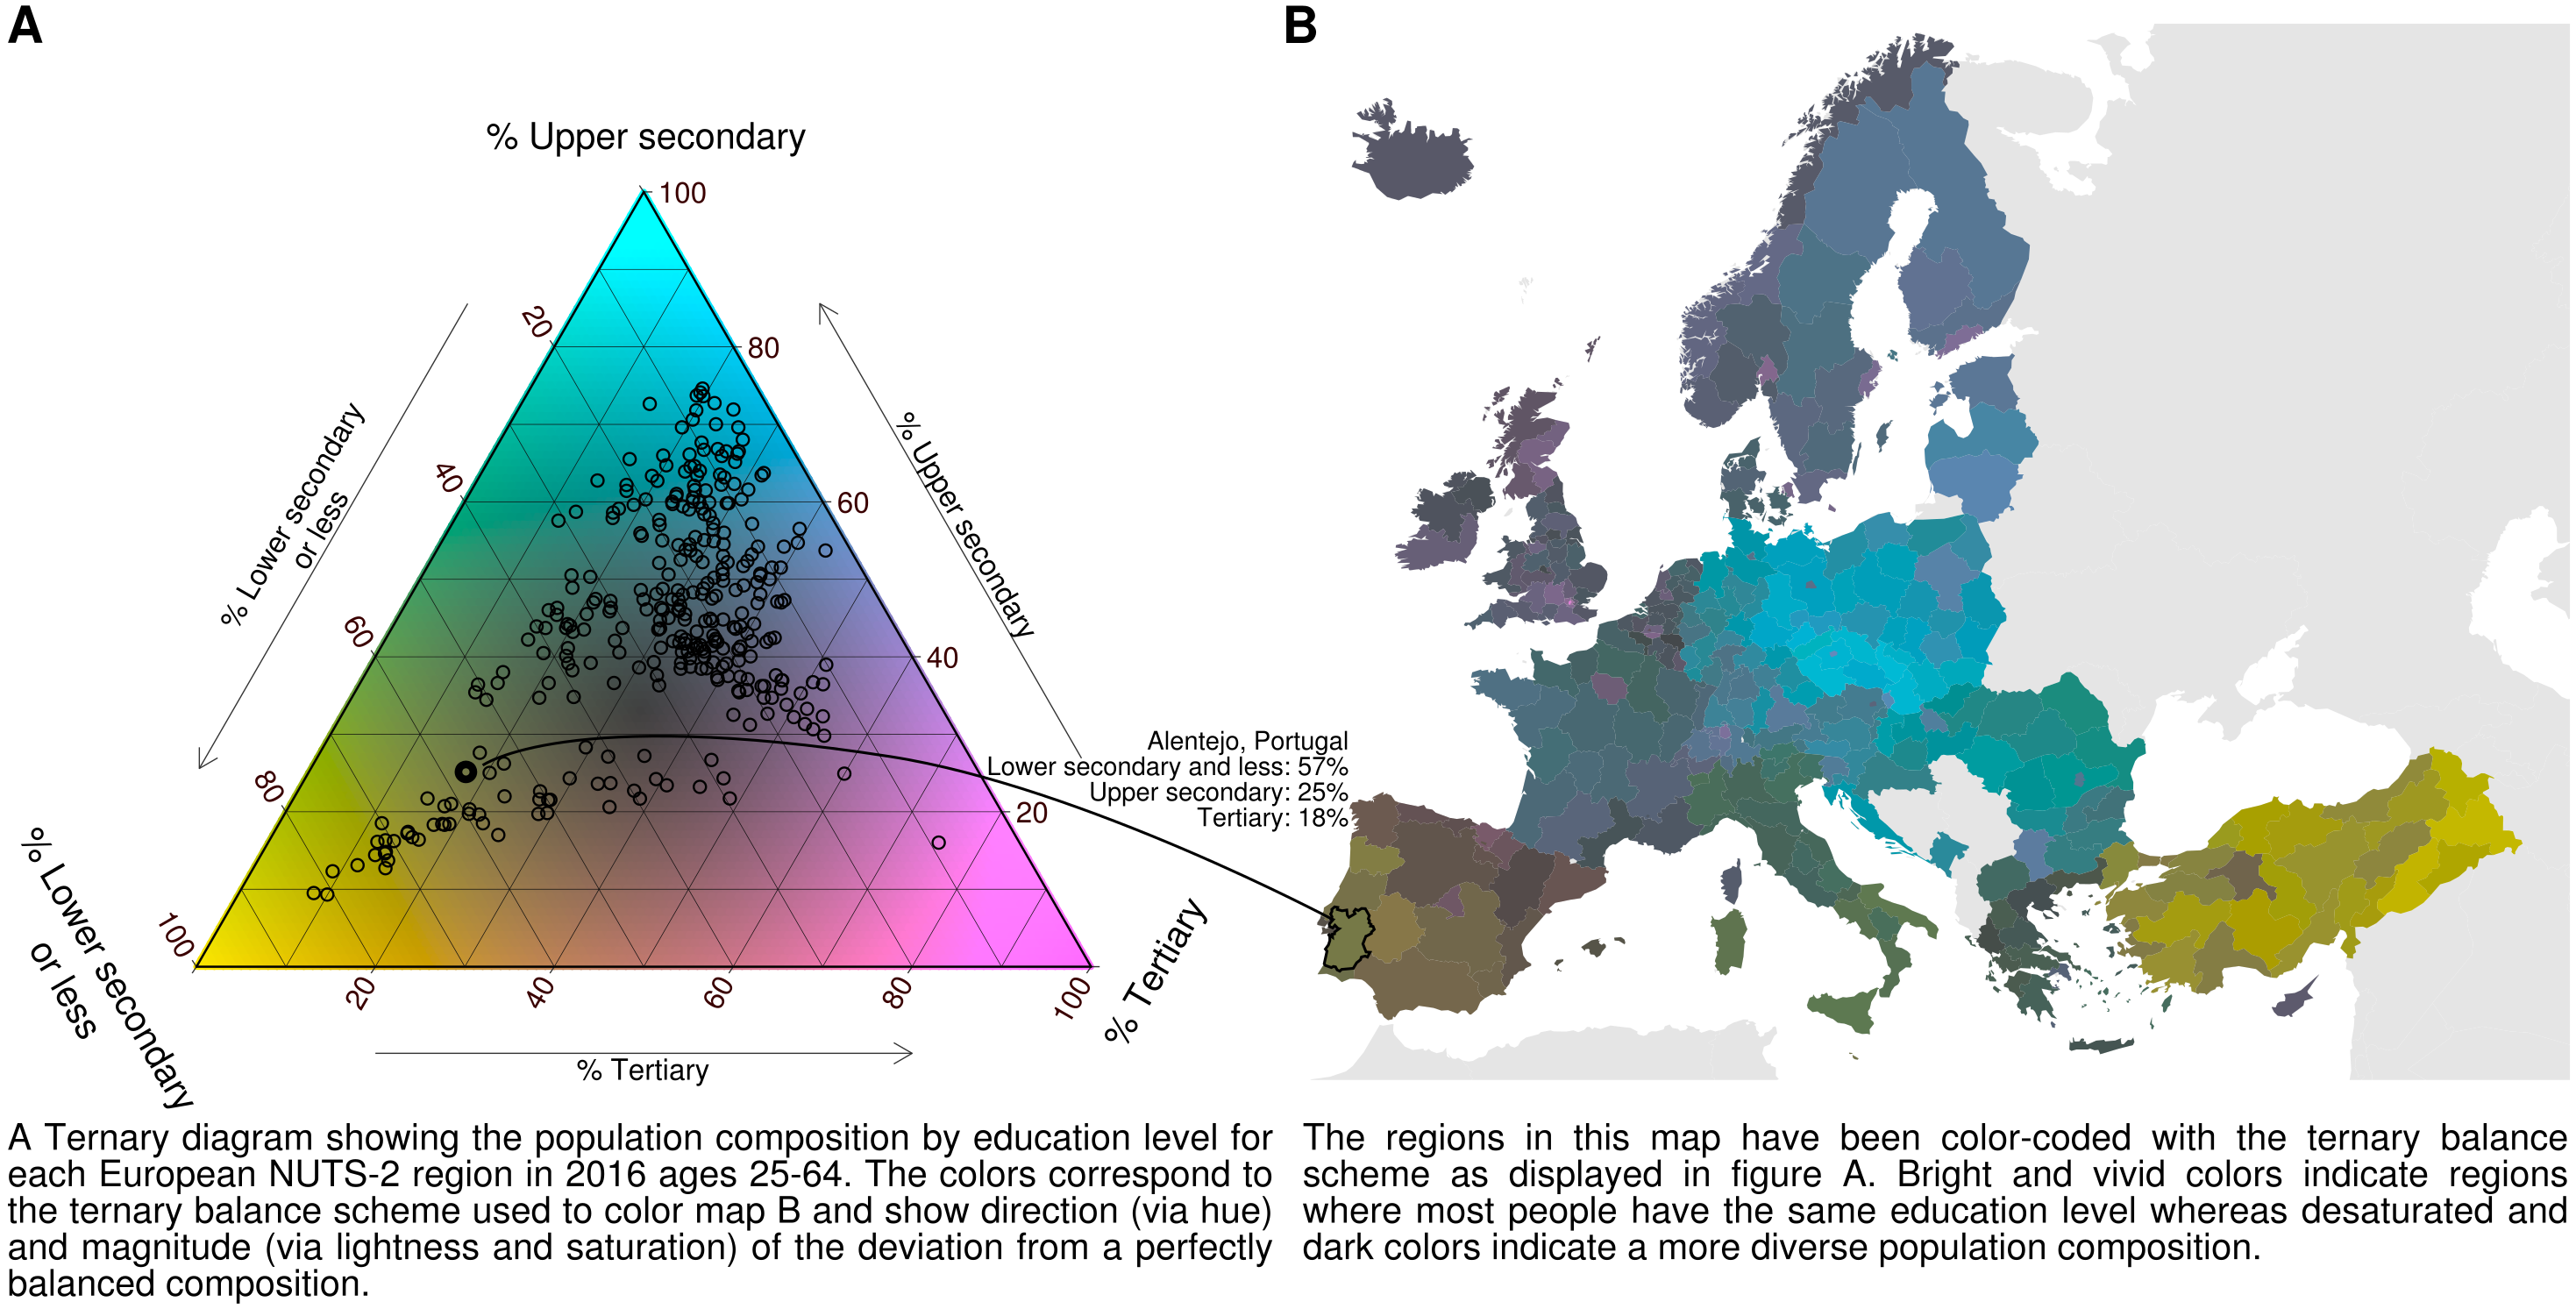 A
B
% Upper secondary
100
20
80
% Lower secondary
or less
% Upper secondary
40
60
60
40
Alentejo, Portugal
Lower secondary and less: 57%
Upper secondary: 25%
Tertiary: 18%
80
20
100
% Lower secondary
or less
20
40
60
80
100
% Tertiary
% Tertiary
A Ternary diagram showing the population composition by education level for
each European NUTS-2 region in 2016 ages 25-64. The colors correspond to
the ternary balance scheme used to color map B and show direction (via hue)
and magnitude (via lightness and saturation) of the deviation from a perfectly
balanced composition.
The regions in this map have been color-coded with the ternary balance
scheme as displayed in figure A. Bright and vivid colors indicate regions
where most people have the same education level whereas desaturated and
dark colors indicate a more diverse population composition.